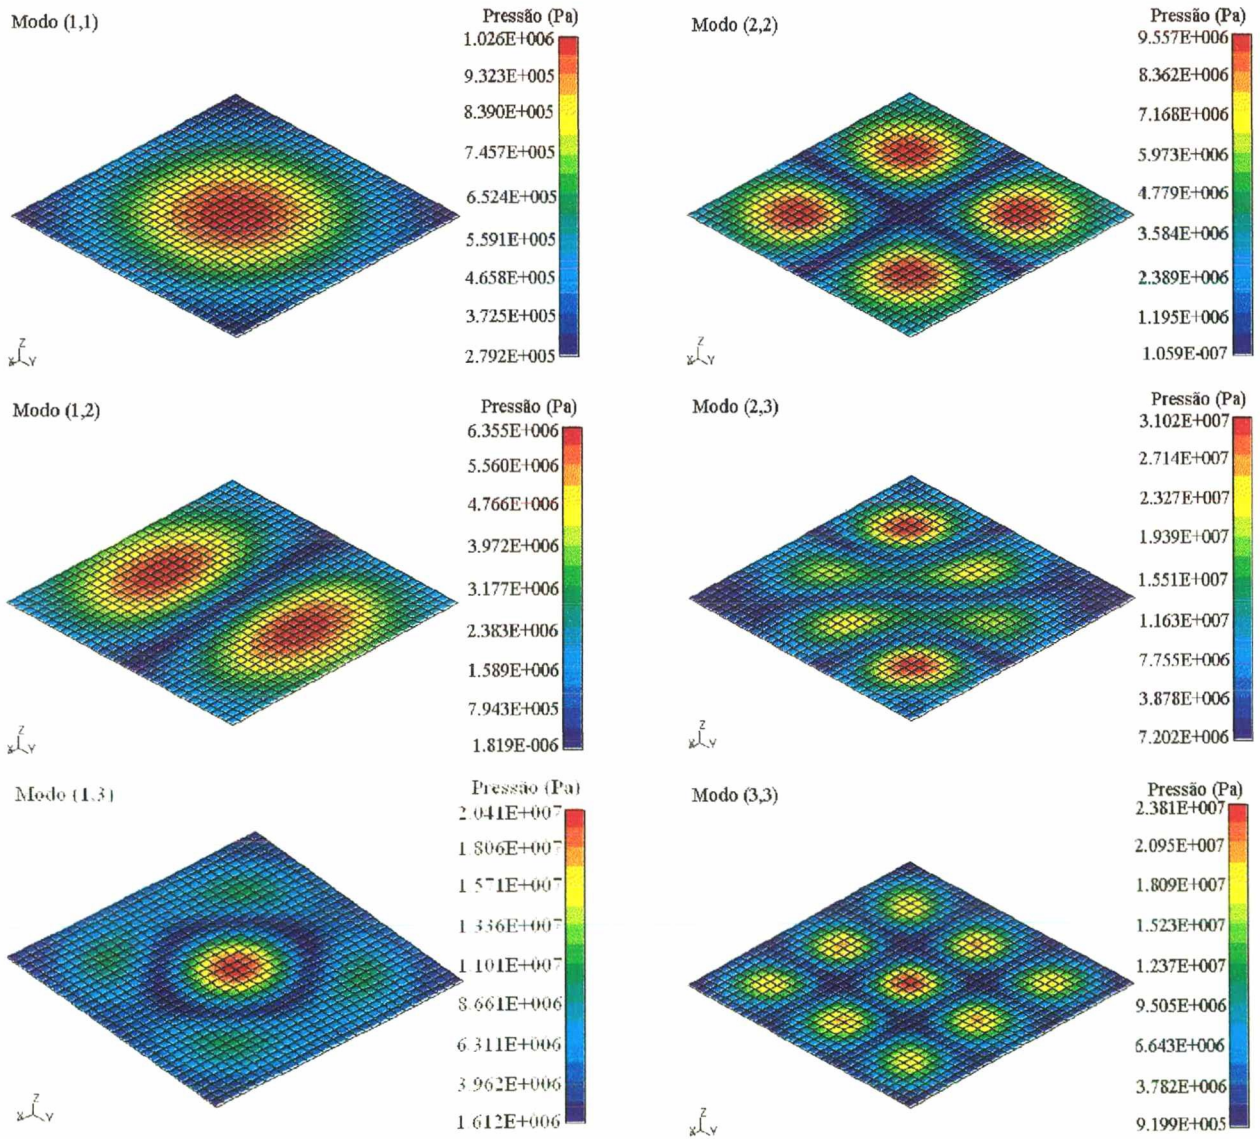 Modo (1,1)
Pressão (Pa)
1.026E+006
9.323E+005
8.390E+005
7.457E+005
6.524E+005
5.591E+005
4.658E+005
3.725E+005
2.792E+005
Z
X
Y
Modo (2,2)
Pressão (Pa)
9.557E+006
8.362E+006
7.168E+006
5.973E+006
4.779E+006
3.584E+006
2.389E+006
1.195E+006
1.059E-007
Z
X
Y
Modo (1,2)
Pressão (Pa)
6.355E+006
5.560E+006
4.766E+006
3.972E+006
3.177E+006
2.383E+006
1.589E+006
7.943E+005
1.819E-006
Z
X
Y
Modo (2,3)
Pressão (Pa)
3.102E+007
2.714E+007
2.327E+007
1.939E+007
1.551E+007
1.163E+007
7.755E+006
3.878E+006
7.202E+006
Z
X
Y
Modo (1,3)
Pressão (Pa)
2.041E+007
1.806E+007
1.571E+007
1.336E+007
1.101E+007
8.661E+006
6.311E+006
3.962E+006
1.612E+006
Z
X
Y
Modo (3,3)
Pressão (Pa)
2.381E+007
2.095E+007
1.809E+007
1.523E+007
1.237E+007
9.505E+006
6.643E+006
3.782E+006
9.199E+005
Z
X
Y